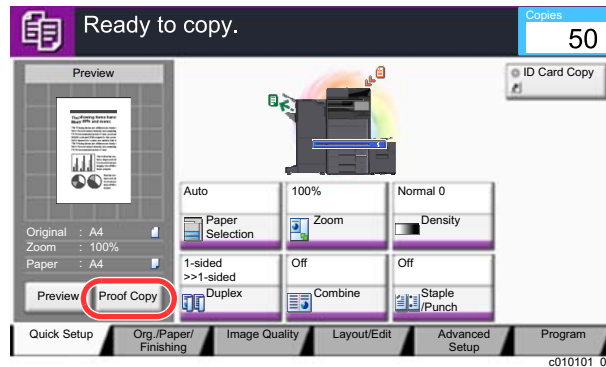 Ready to copy.
Copies
50
Preview
ID Card Copy
Original : A4
Zoom : 100%
Paper : A4
Preview
Proof Copy
Auto
Paper
Selection
100%
Zoom
Normal 0
Density
1-sided
>>1-sided
Duplex
Off
Combine
Off
Staple
/Punch
Quick Setup
Org./Paper/
Finishing
Image Quality
Layout/Edit
Advanced
Setup
Program
c010101_0